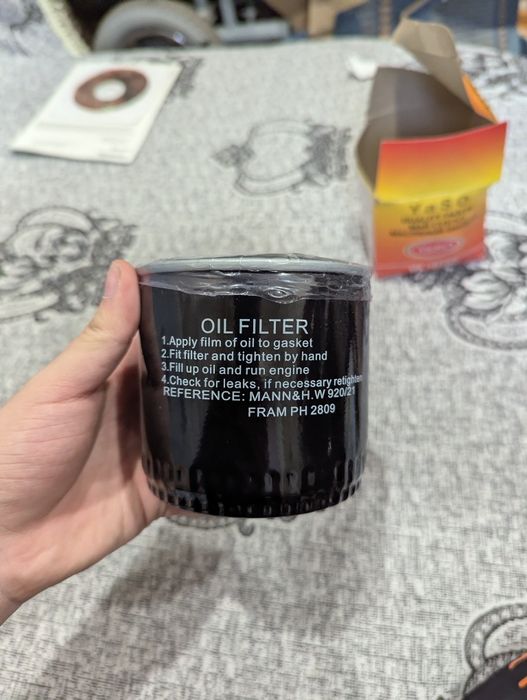 YaSO
OIL FILTER
1.Apply film of oil to gasket
2.Fit filter and tighten by hand
3.Fill up oil and run engine
4.Check for leaks, if necessary retighten
REFERENCE: MANN&H.W 920/21
FRAM PH 2809